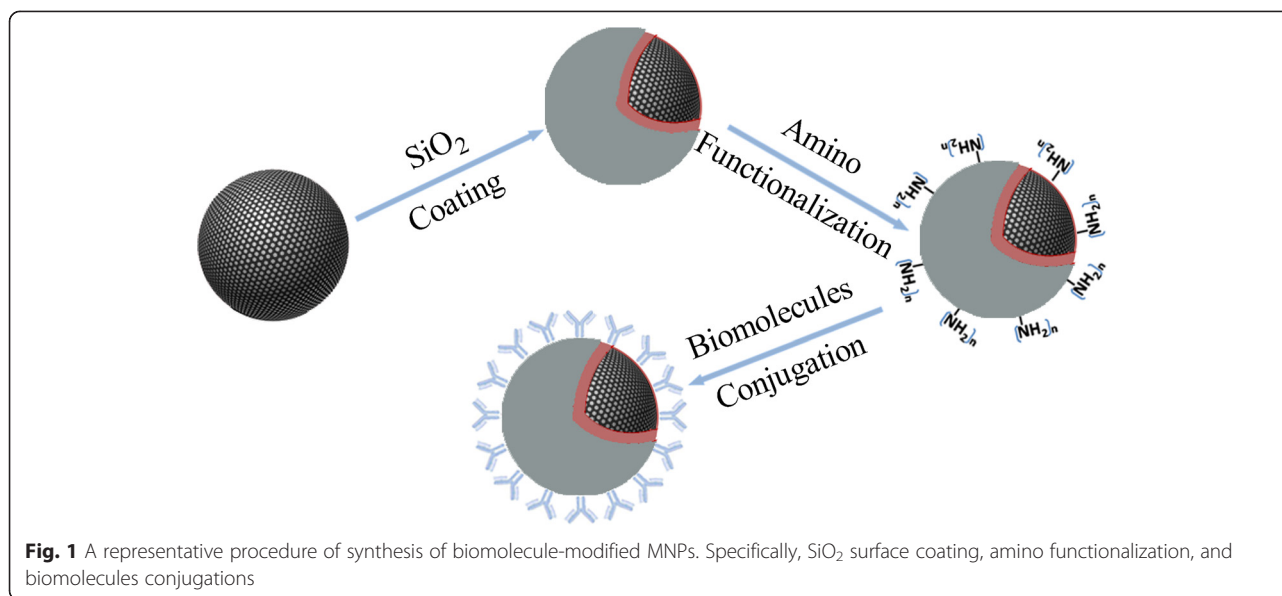 SiO₂
Coating
Amino
Functionalization
(NH₂)n
(NH₂)n
(NH₂)n
(NH₂)n
(NH₂)n
(NH₂)n
(NH₂)n
(NH₂)n
Biomolecules
Conjugation
Fig. 1 A representative procedure of synthesis of biomolecule-modified MNPs. Specifically, SiO₂ surface coating, amino functionalization, and
biomolecules conjugations